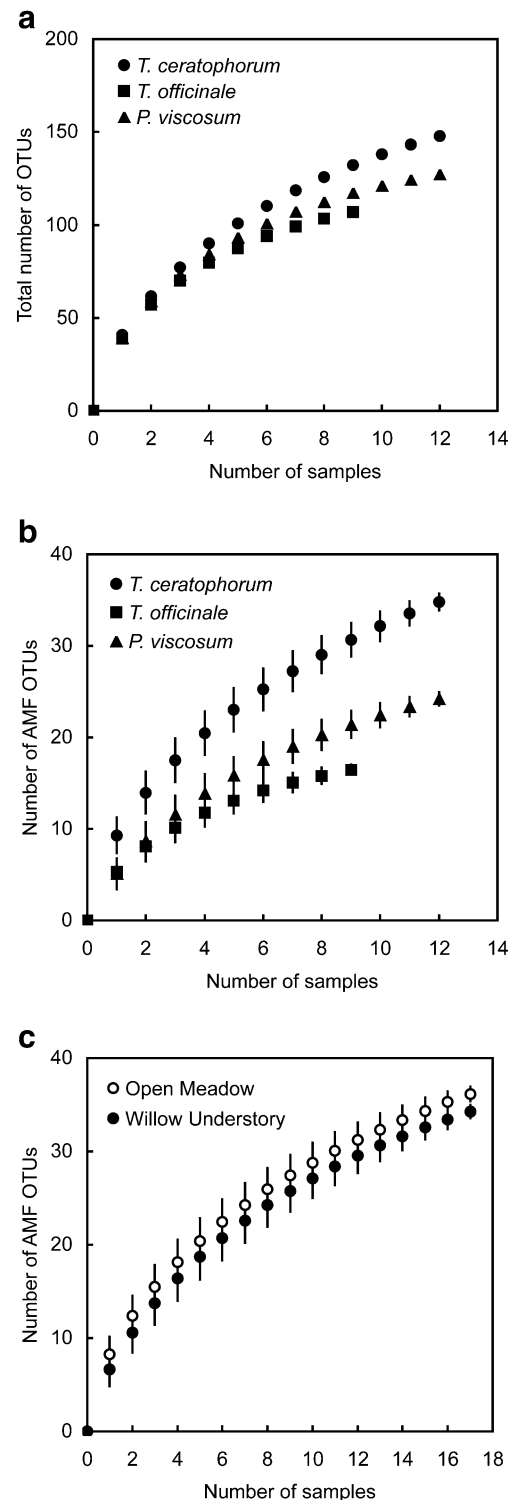 a
200
150
100
50
0
Total number of OTUs
T. ceratophorum
T. officinale
P. viscosum
0 2 4 6 8 10 12 14
Number of samples
b
40
30
20
10
0
Number of AMF OTUs
T. ceratophorum
T. officinale
P. viscosum
0 2 4 6 8 10 12 14
Number of samples
c
40
30
20
10
0
Number of AMF OTUs
Open Meadow
Willow Understory
0 2 4 6 8 10 12 14 16 18
Number of samples